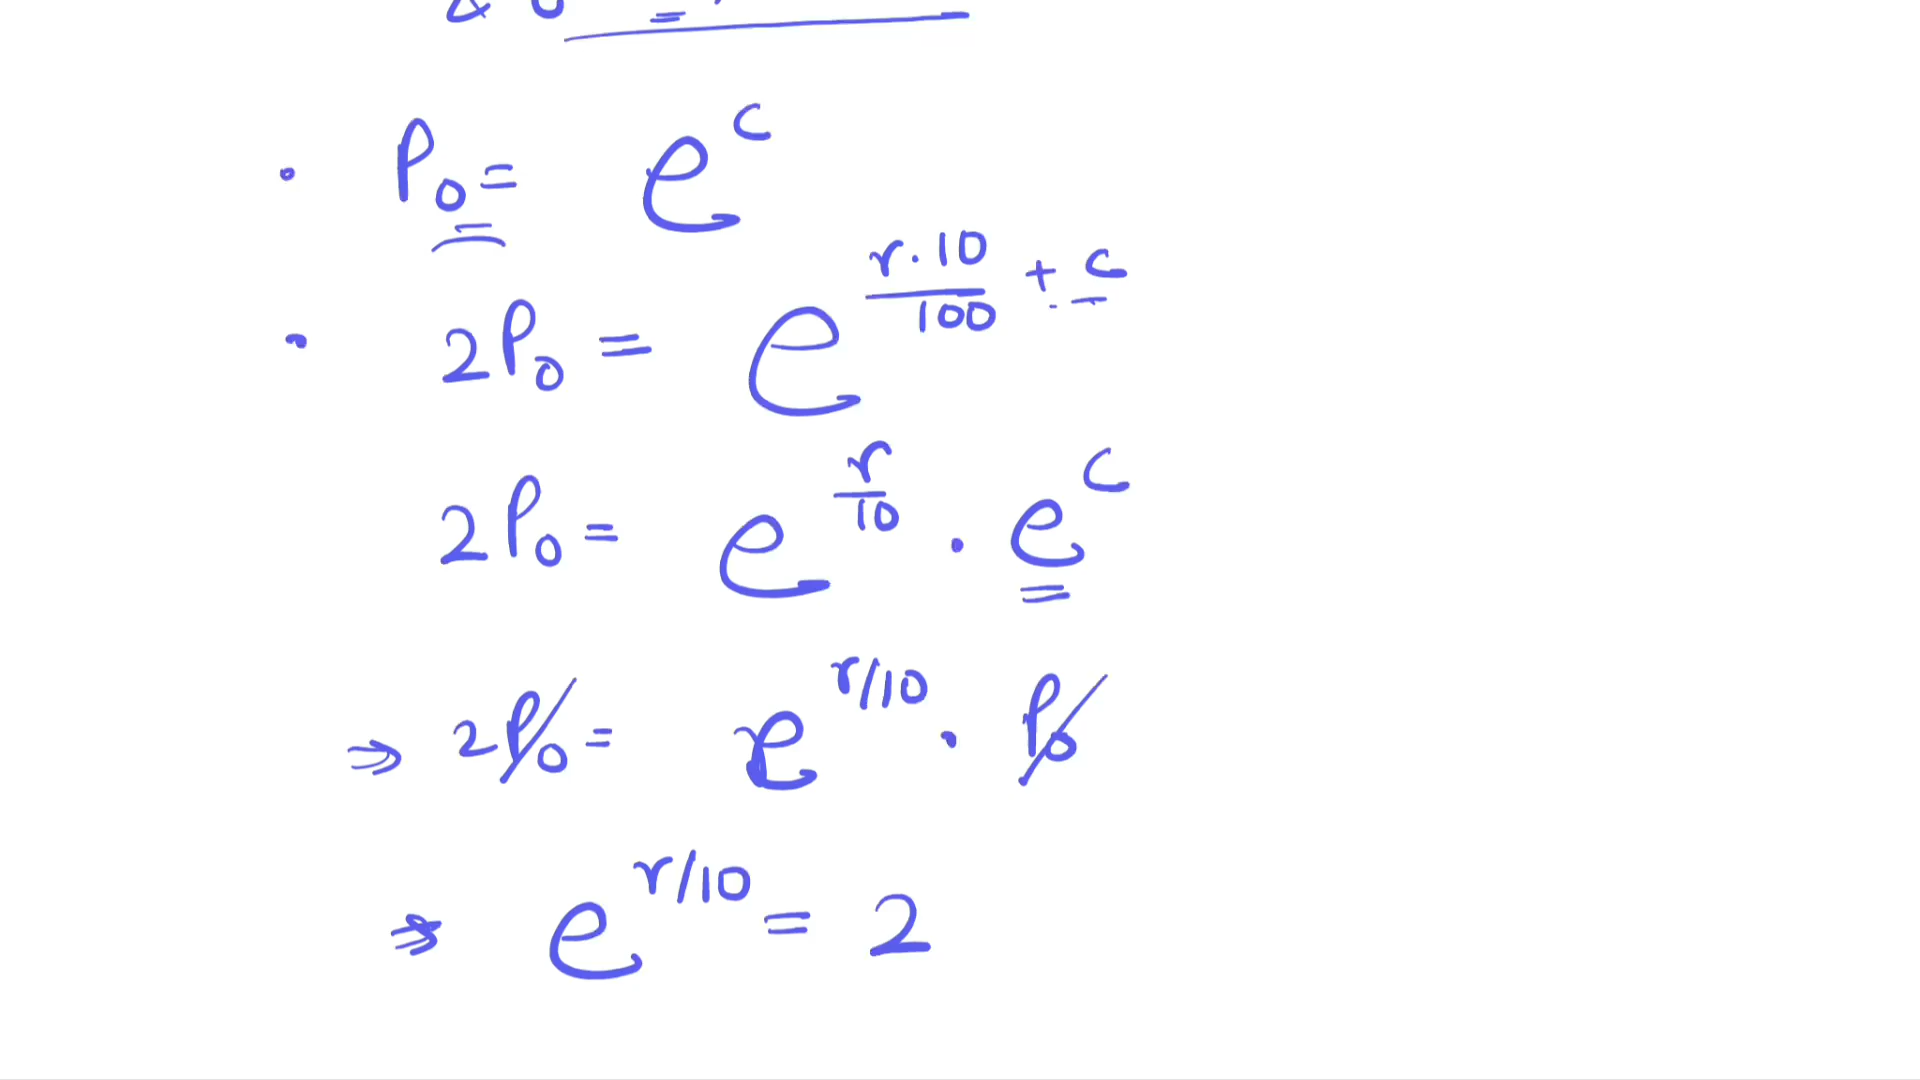 · P₀ = e^c
· 2P₀ = e^(r·10/100 + c)
2P₀ = e^(r/10) · e^c
⇒ 2P₀ = e^(r/10) · P₀
⇒ e^(r/10) = 2